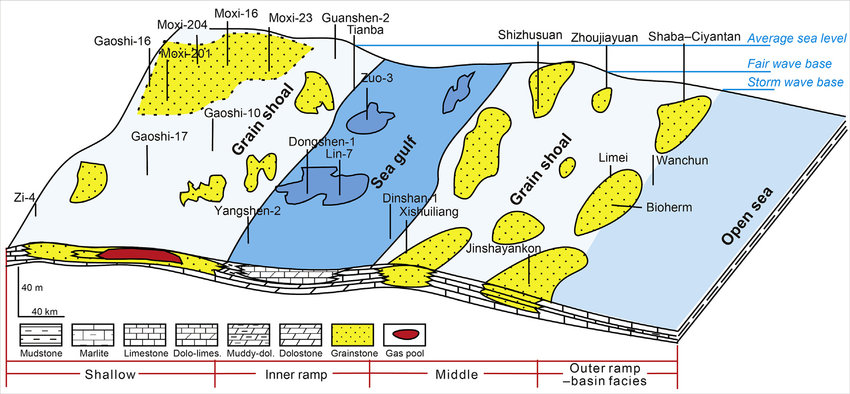 Moxi-16
Moxi-23
Guanshen-2
Moxi-204
Tianba
Gaoshi-16
Moxi-201
Shizhusuan
Zhoujiayuan
Shaba–Ciyantan
Average sea level
Fair wave base
Storm wave base
Zuo-3
Gaoshi-10
Grain shoal
Gaoshi-17
Dongshen-1
Lin-7
Sea gulf
Grain shoal
Limei
Wanchun
Zi-4
Yangshen-2
Dinshan-1
Xishuiliang
Bioherm
Open sea
Jinshayankon
40 m
40 km
Mudstone
Marlite
Limestone
Dolo-limes.
Muddy-dol.
Dolostone
Grainstone
Gas pool
Shallow
Inner ramp
Middle
Outer ramp
–basin facies